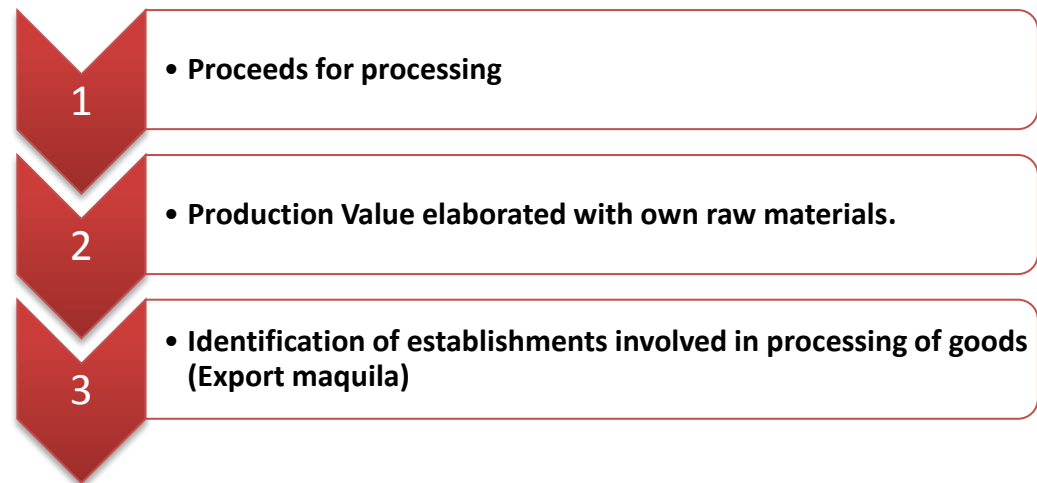 1
• Proceeds for processing
2
• Production Value elaborated with own raw materials.
3
• Identification of establishments involved in processing of goods
(Export maquila)